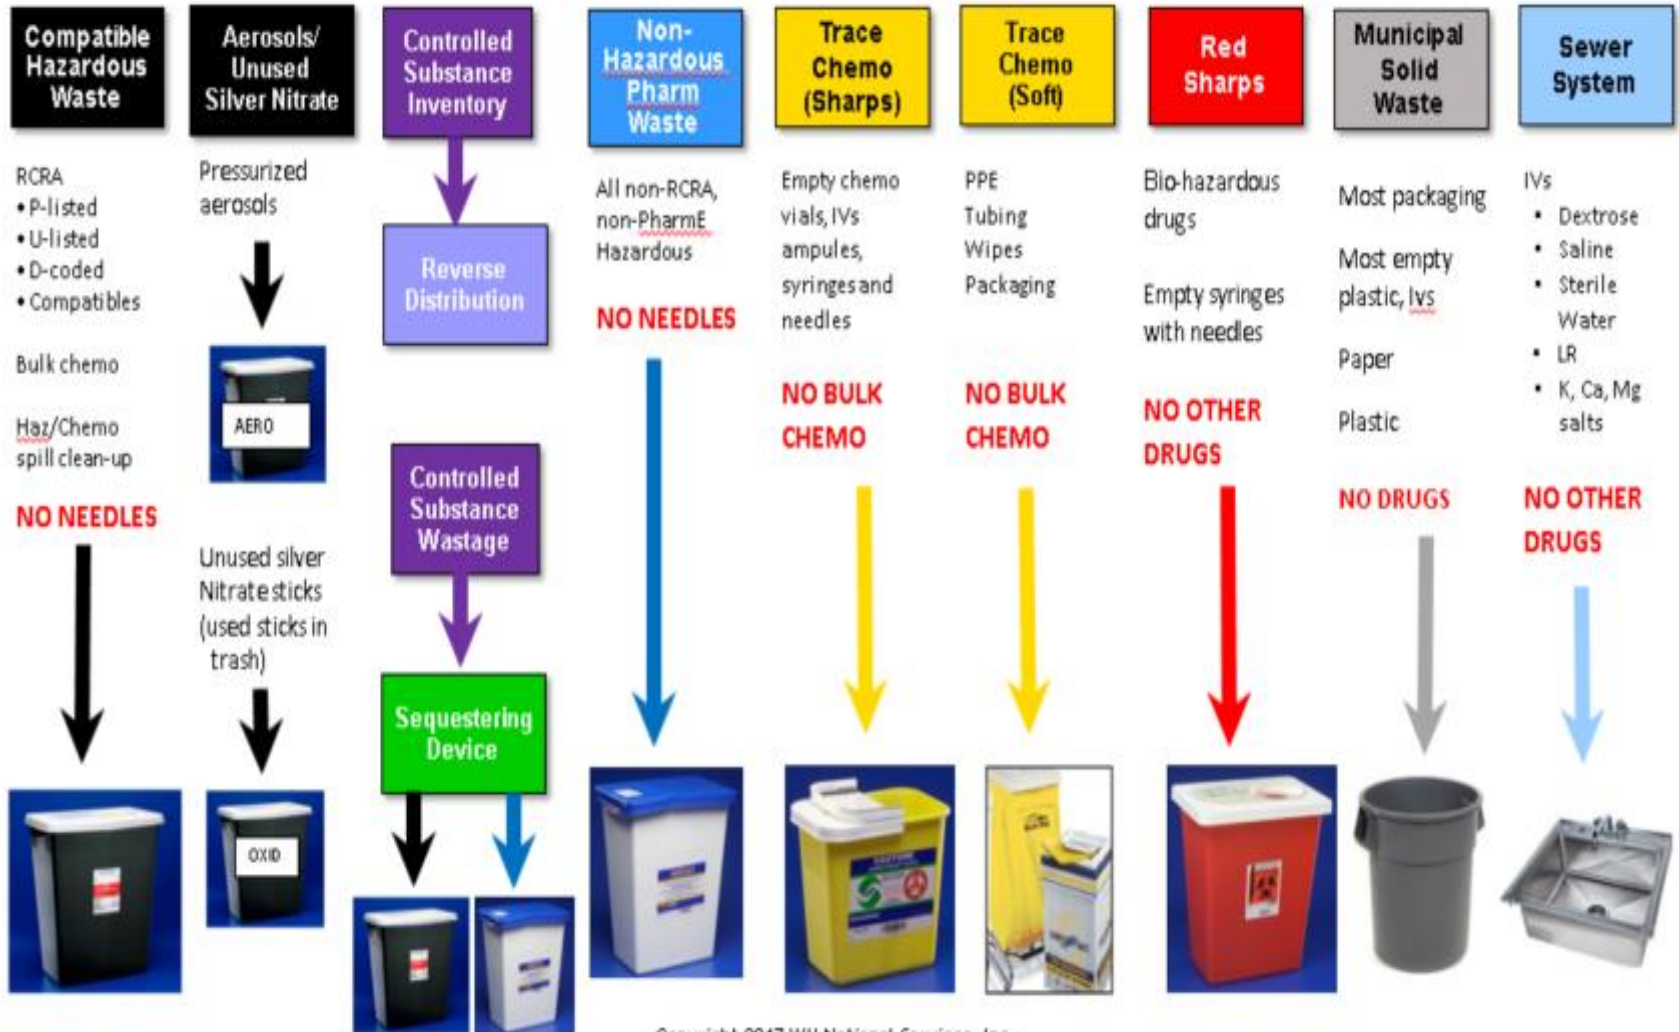 Compatible
Hazardous
Waste
RCRA
• P-listed
• U-listed
• D-coded
• Compatibles
Bulk chemo
Haz/Chemo
spill clean-up
NO NEEDLES
Aerosols/
Unused
Silver Nitrate
Pressurized
aerosols
AERO
Unused silver
Nitrate sticks
(used sticks in
trash)
OXID
Controlled
Substance
Inventory
Reverse
Distribution
Controlled
Substance
Wastage
Sequestering
Device
Non-
Hazardous
Pharm
Waste
All non-RCRA,
non-PharmE
Hazardous
NO NEEDLES
Trace
Chemo
(Sharps)
Empty chemo
vials, IVs
ampules,
syringes and
needles
NO BULK
CHEMO
Trace
Chemo
(Soft)
PPE
Tubing
Wipes
Packaging
NO BULK
CHEMO
Red
Sharps
Bio-hazardous
drugs
Empty syringes
with needles
NO OTHER
DRUGS
Municipal
Solid
Waste
Most packaging
Most empty
plastic, Ivs
Paper
Plastic
NO DRUGS
Sewer
System
IVs
• Dextrose
• Saline
• Sterile
Water
• LR
• K, Ca, Mg
salts
NO OTHER
DRUGS